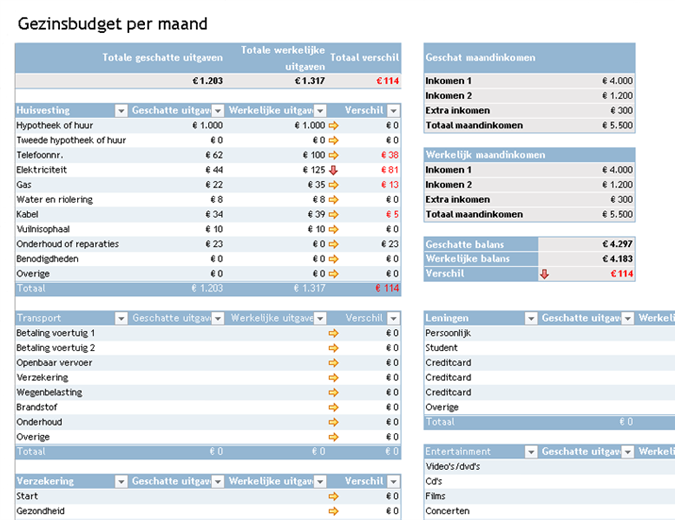 Gezinsbudget per maand
Totale geschatte uitgaven Totale werkelijke uitgaven Totaal verschil
€ 1.203 € 1.317 € 114
Huisvesting Geschatte uitgav Werkelijke uitgav Verschil
Hypotheek of huur € 1.000 € 1.000 € 0
Tweede hypotheek of huur € 0 € 0 € 0
Telefoonnr. € 62 € 100 € 38
Elektriciteit € 44 € 125 € 81
Gas € 22 € 35 € 13
Water en riolering € 8 € 8 € 0
Kabel € 34 € 39 € 5
Vuilnisophaal € 10 € 10 € 0
Onderhoud of reparaties € 23 € 0 € 23
Benodigdheden € 0 € 0 € 0
Overige € 0 € 0 € 0
Totaal € 1.203 € 1.317 € 114
Transport Geschatte uitgav Werkelijke uitgave Verschil
Betaling voertuig 1 € 0
Betaling voertuig 2 € 0
Openbaar vervoer € 0
Verzekering € 0
Wegenbelasting € 0
Brandstof € 0
Onderhoud € 0
Overige € 0
Totaal € 0 € 0 € 0
Verzekering Geschatte uitgav Werkelijke uitgav Verschil
Start € 0
Gezondheid € 0
Geschat maandinkomen
Inkomen 1 € 4.000
Inkomen 2 € 1.200
Extra inkomen € 300
Totaal maandinkomen € 5.500
Werkelijk maandinkomen
Inkomen 1 € 4.000
Inkomen 2 € 1.200
Extra inkomen € 300
Totaal maandinkomen € 5.500
Geschatte balans € 4.297
Werkelijke balans € 4.183
Verschil € 114
Leningen Geschatte uitgav Werkeli
Persoonlijk
Student
Creditcard
Creditcard
Creditcard
Overige
Totaal € 0
Entertainment Geschatte uitgav Werkel
Video's/dvd's
Cd's
Films
Concerten